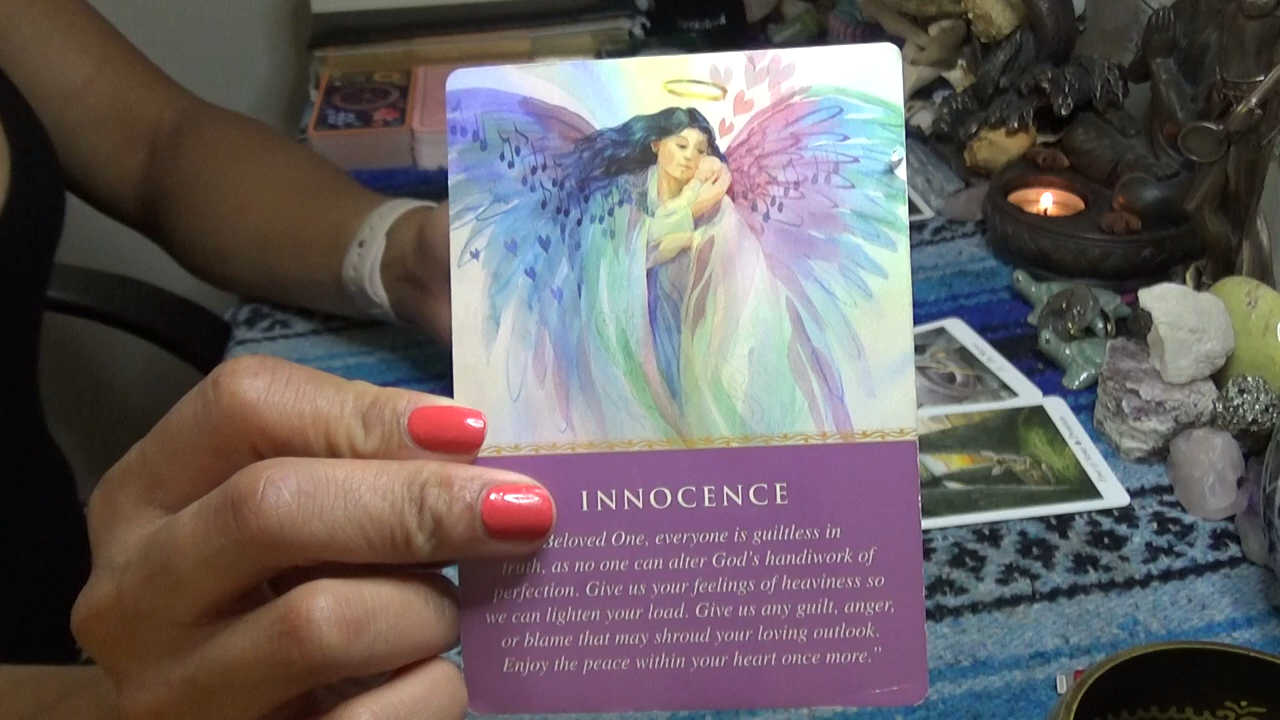 INNOCENCE
Beloved One, everyone is guiltless in
truth, as no one can alter God's handiwork of
perfection. Give us your feelings of heaviness so
we can lighten your load. Give us any guilt, anger,
or blame that may shroud your loving outlook.
Enjoy the peace within your heart once more."